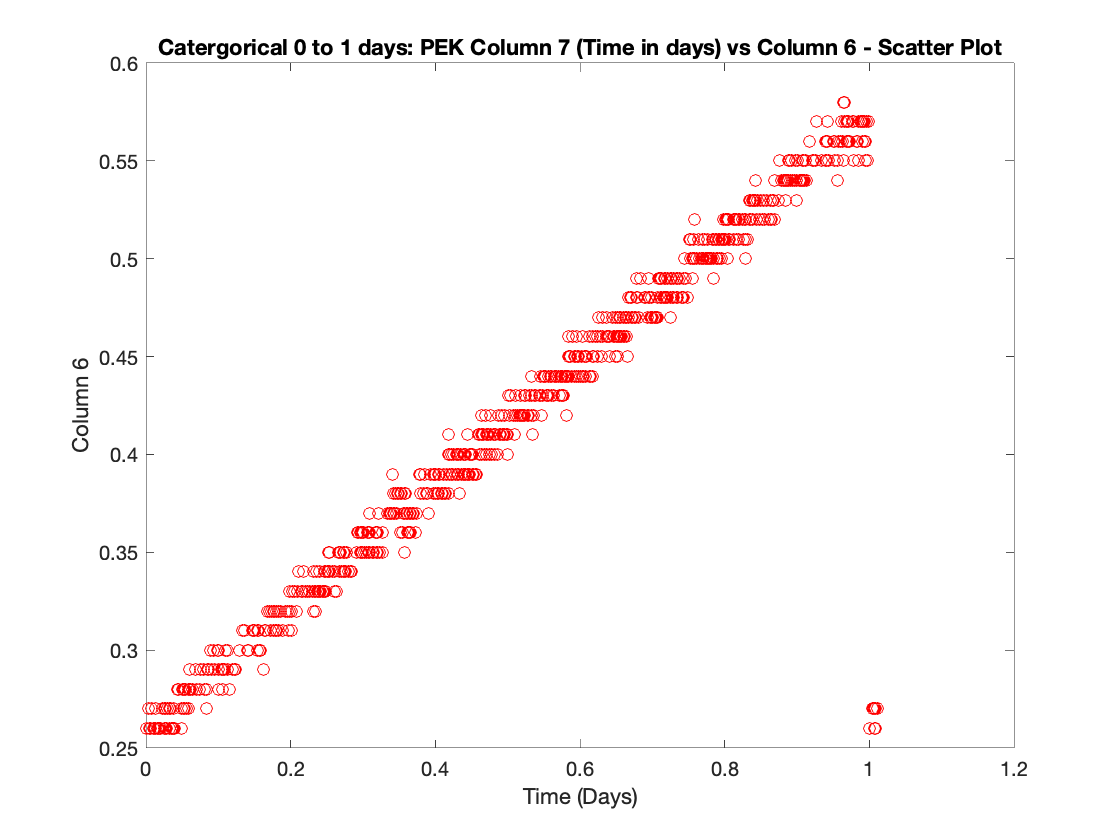 Catergorical 0 to 1 days: PEK Column 7 (Time in days) vs Column 6 - Scatter Plot
0.6
0.55
0.5
0.45
0.4
0.35
0.3
0.25
Column 6
0 0.2 0.4 0.6 0.8 1 1.2
Time (Days)